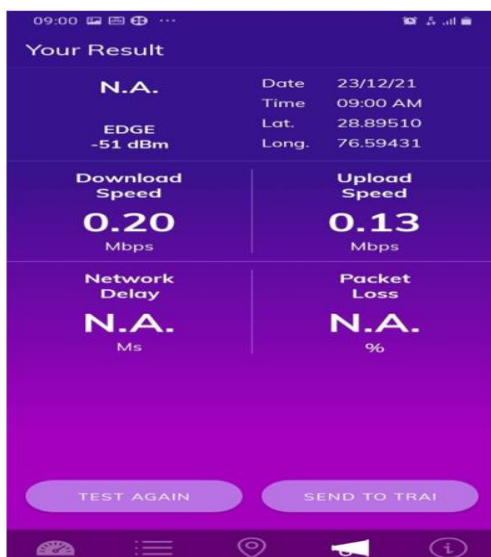 09:00
Your Result
N.A.
EDGE
-51 dBm
Date 23/12/21
Time 09:00 AM
Lat. 28.89510
Long. 76.59431
Download
Speed
0.20
Mbps
Upload
Speed
0.13
Mbps
Network
Delay
N.A.
Ms
Packet
Loss
N.A.
%
TEST AGAIN
SEND TO TRAI